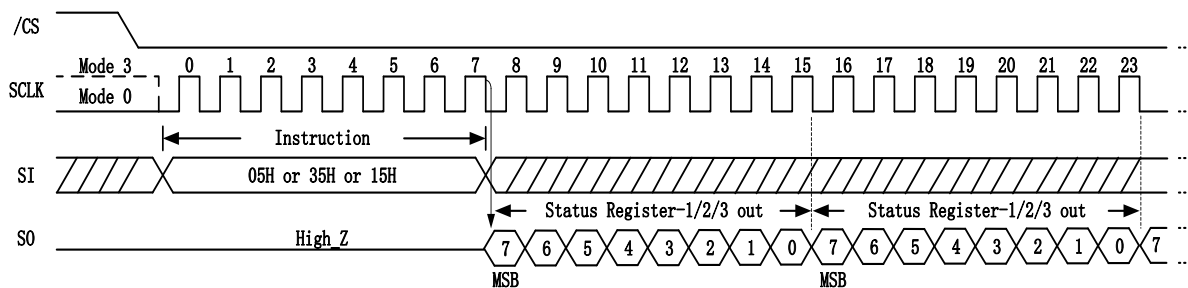 /CS
Mode 3 0 1 2 3 4 5 6 7 8 9 10 11 12 13 14 15 16 17 18 19 20 21 22 23
SCLK
Mode 0
Instruction
SI 05H or 35H or 15H
Status Register-1/2/3 out Status Register-1/2/3 out
SO High_Z 7 6 5 4 3 2 1 0 7 6 5 4 3 2 1 0 7
MSB MSB